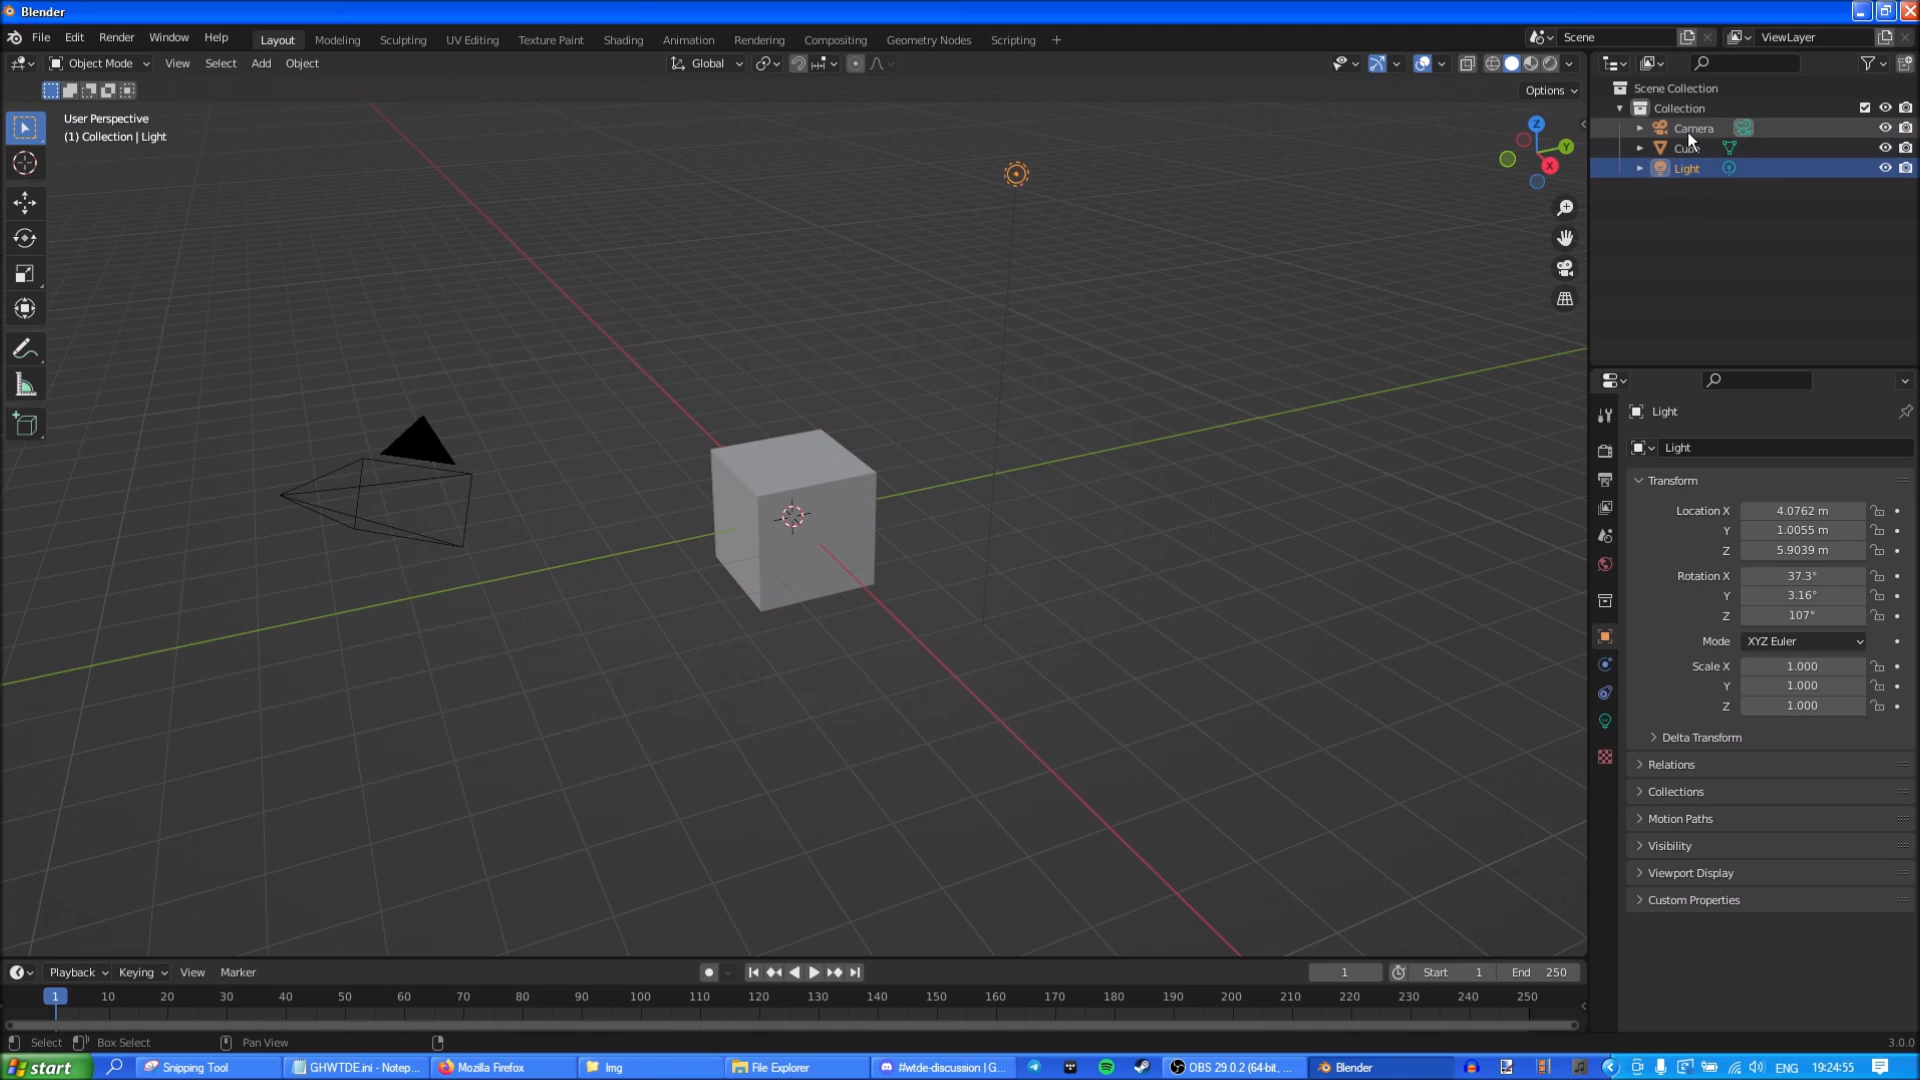 Blender
File Edit Render Window Help Layout Modeling Sculpting UV Editing Texture Paint Shading Animation Rendering Compositing Geometry Nodes Scripting + Scene ViewLayer
Object Mode View Select Add Object Global
Options
User Perspective
(1) Collection | Light
Z
Y
X
Scene Collection
Collection
Camera
Cube
Light
Light
Light
Transform
Location X 4.0762 m
Y 1.0055 m
Z 5.9039 m
Rotation X 37.3°
Y 3.16°
Z 107°
Mode XYZ Euler
Scale X 1.000
Y 1.000
Z 1.000
Delta Transform
Relations
Collections
Motion Paths
Visibility
Viewport Display
Custom Properties
Playback Keying View Marker 1 Start 1 End 250
1 10 20 30 40 50 60 70 80 90 100 110 120 130 140 150 160 170 180 190 200 210 220 230 240 250
Select Box Select Pan View 3.0.0
start Snipping Tool GHWTDE.ini - Notep... Mozilla Firefox Img File Explorer #wtde-discussion | G... OBS 29.0.2 (64-bit, ... Blender ENG 19:24:55